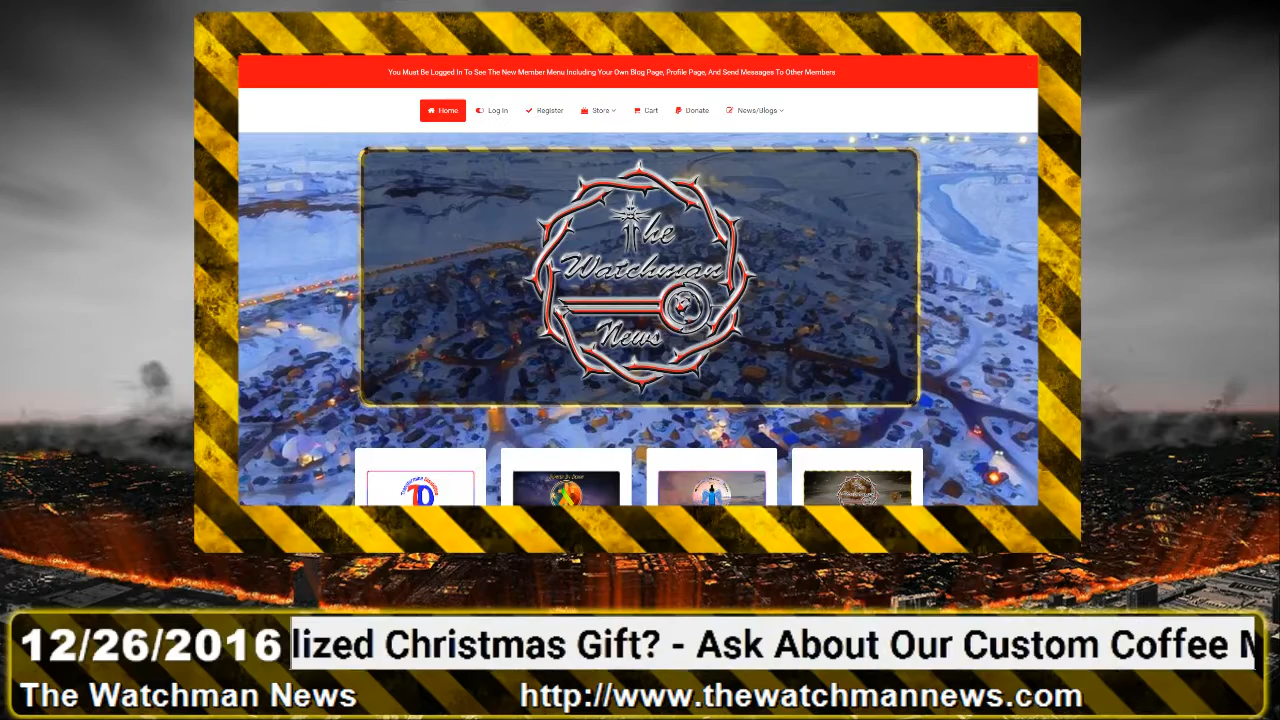 You Must Be Logged In To See The New Member Menu Including Your Own Blog Page, Profile Page, And Send Messages To Other Members
Home Log In Register Store Cart Donate News/Blogs
The
Watchman
News
TD
12/26/2016 lized Christmas Gift? - Ask About Our Custom Coffee
The Watchman News http://www.thewatchmannews.com